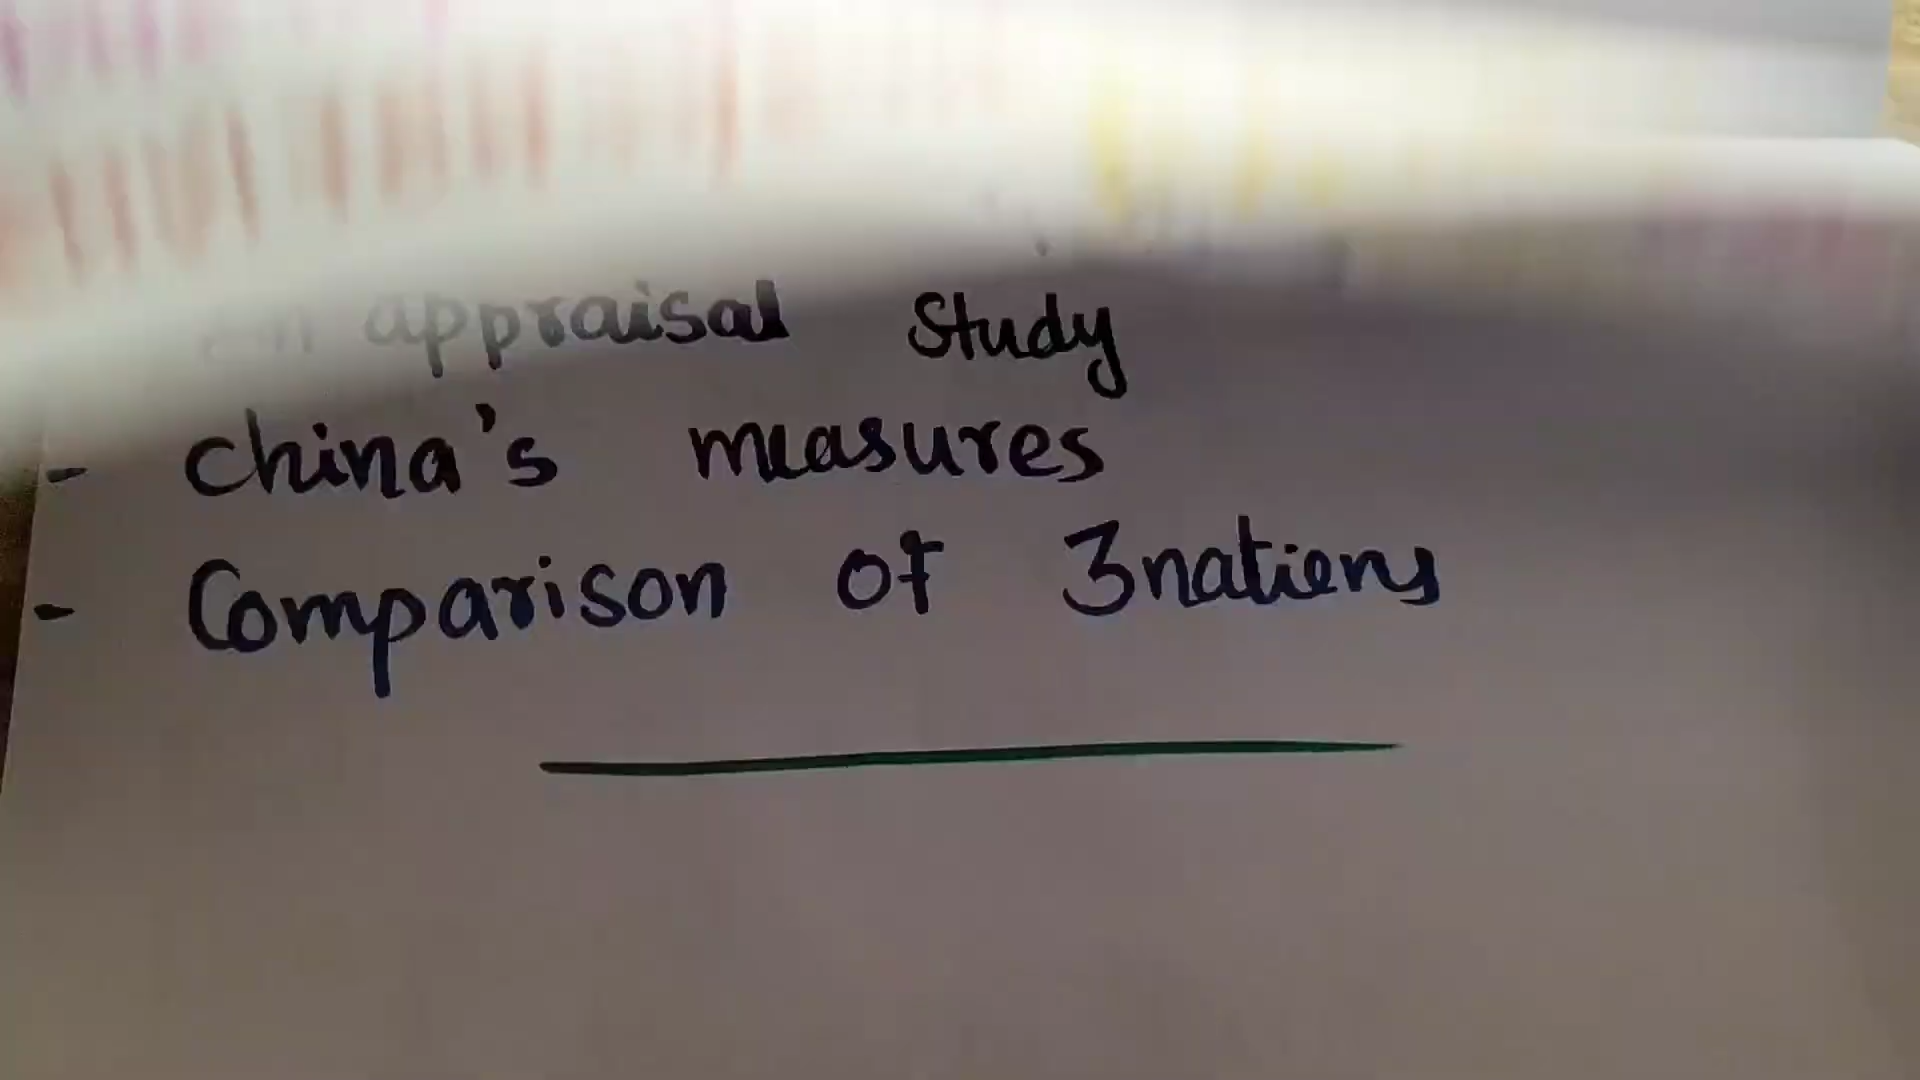 appraisal Study
- China's measures
- Comparison of 3nations